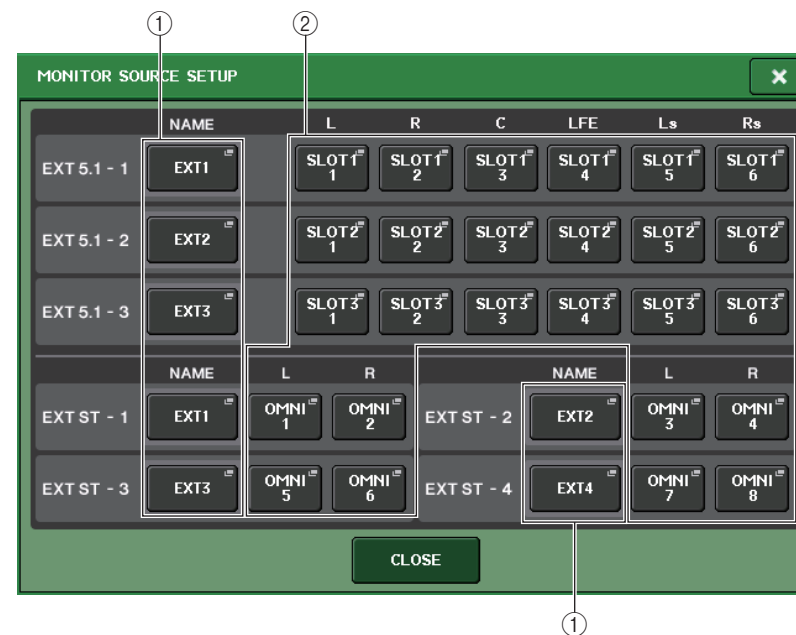 ① ②
MONITOR SOURCE SETUP ×
NAME L R C LFE Ls Rs
EXT 5.1 - 1 EXT1 SLOT1 1 SLOT1 2 SLOT1 3 SLOT1 4 SLOT1 5 SLOT1 6
EXT 5.1 - 2 EXT2 SLOT2 1 SLOT2 2 SLOT2 3 SLOT2 4 SLOT2 5 SLOT2 6
EXT 5.1 - 3 EXT3 SLOT3 1 SLOT3 2 SLOT3 3 SLOT3 4 SLOT3 5 SLOT3 6
NAME L R NAME L R
EXT ST - 1 EXT1 OMNI 1 OMNI 2 EXT ST - 2 EXT2 OMNI 3 OMNI 4
EXT ST - 3 EXT3 OMNI 5 OMNI 6 EXT ST - 4 EXT4 OMNI 7 OMNI 8
CLOSE
①